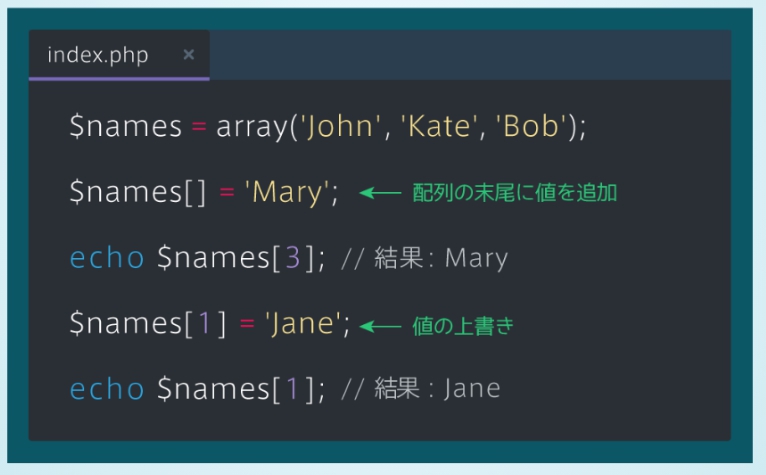 index.php ×
$names = array('John', 'Kate', 'Bob');
$names[] = 'Mary'; ← 配列の末尾に値を追加
echo $names[3]; // 結果 : Mary
$names[1] = 'Jane'; ← 値の上書き
echo $names[1]; // 結果 : Jane